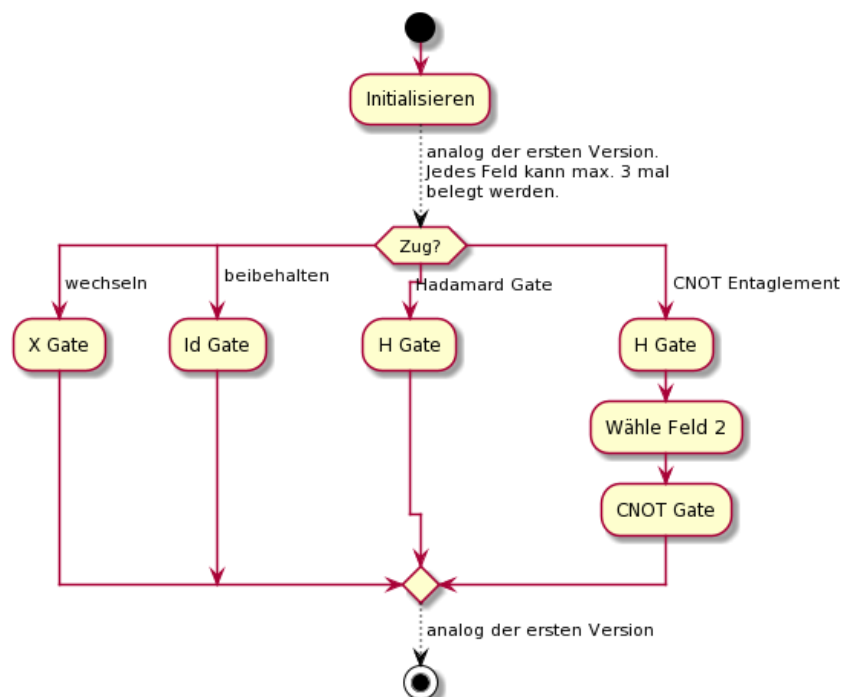 Initialisieren
analog der ersten Version.
Jedes Feld kann max. 3 mal
belegt werden.
Zug?
wechseln
beibehalten
Hadamard Gate
CNOT Entaglement
X Gate
Id Gate
H Gate
H Gate
Wähle Feld 2
CNOT Gate
analog der ersten Version